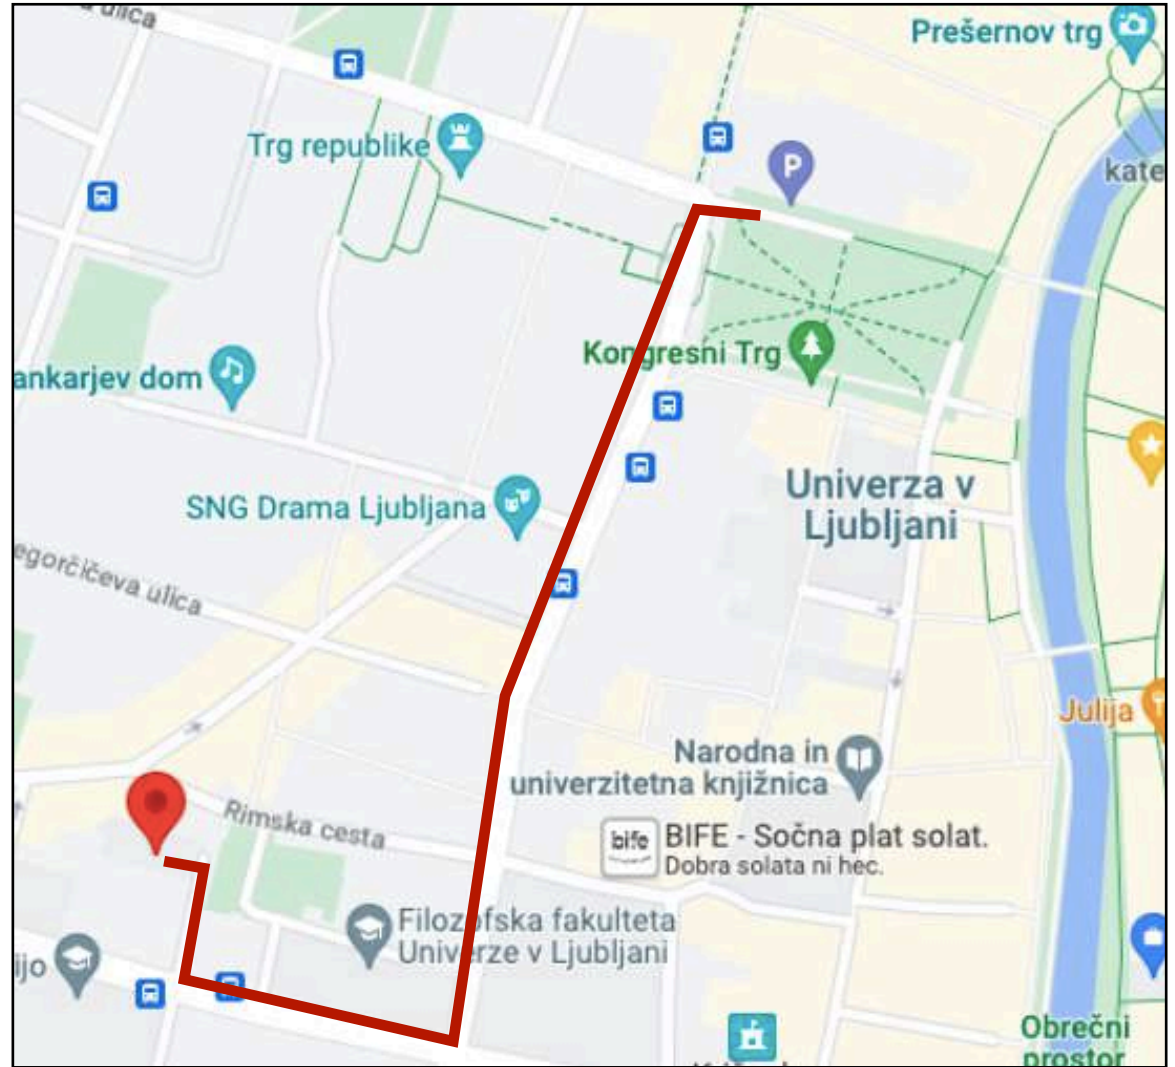 a ulica
Prešernov trg
Trg republike
P
kate
Kongresni Trg
ankarjev dom
Univerza v
Ljubljani
SNG Drama Ljubljana
egorčičeva ulica
Julija
Narodna in
univerzitetna knjižnica
Rimska cesta
bife
BIFE - Sočna plat solat.
Dobra solata ni hec.
Filozofska fakulteta
Univerze v Ljubljani
ijo
Obrečni
prostor